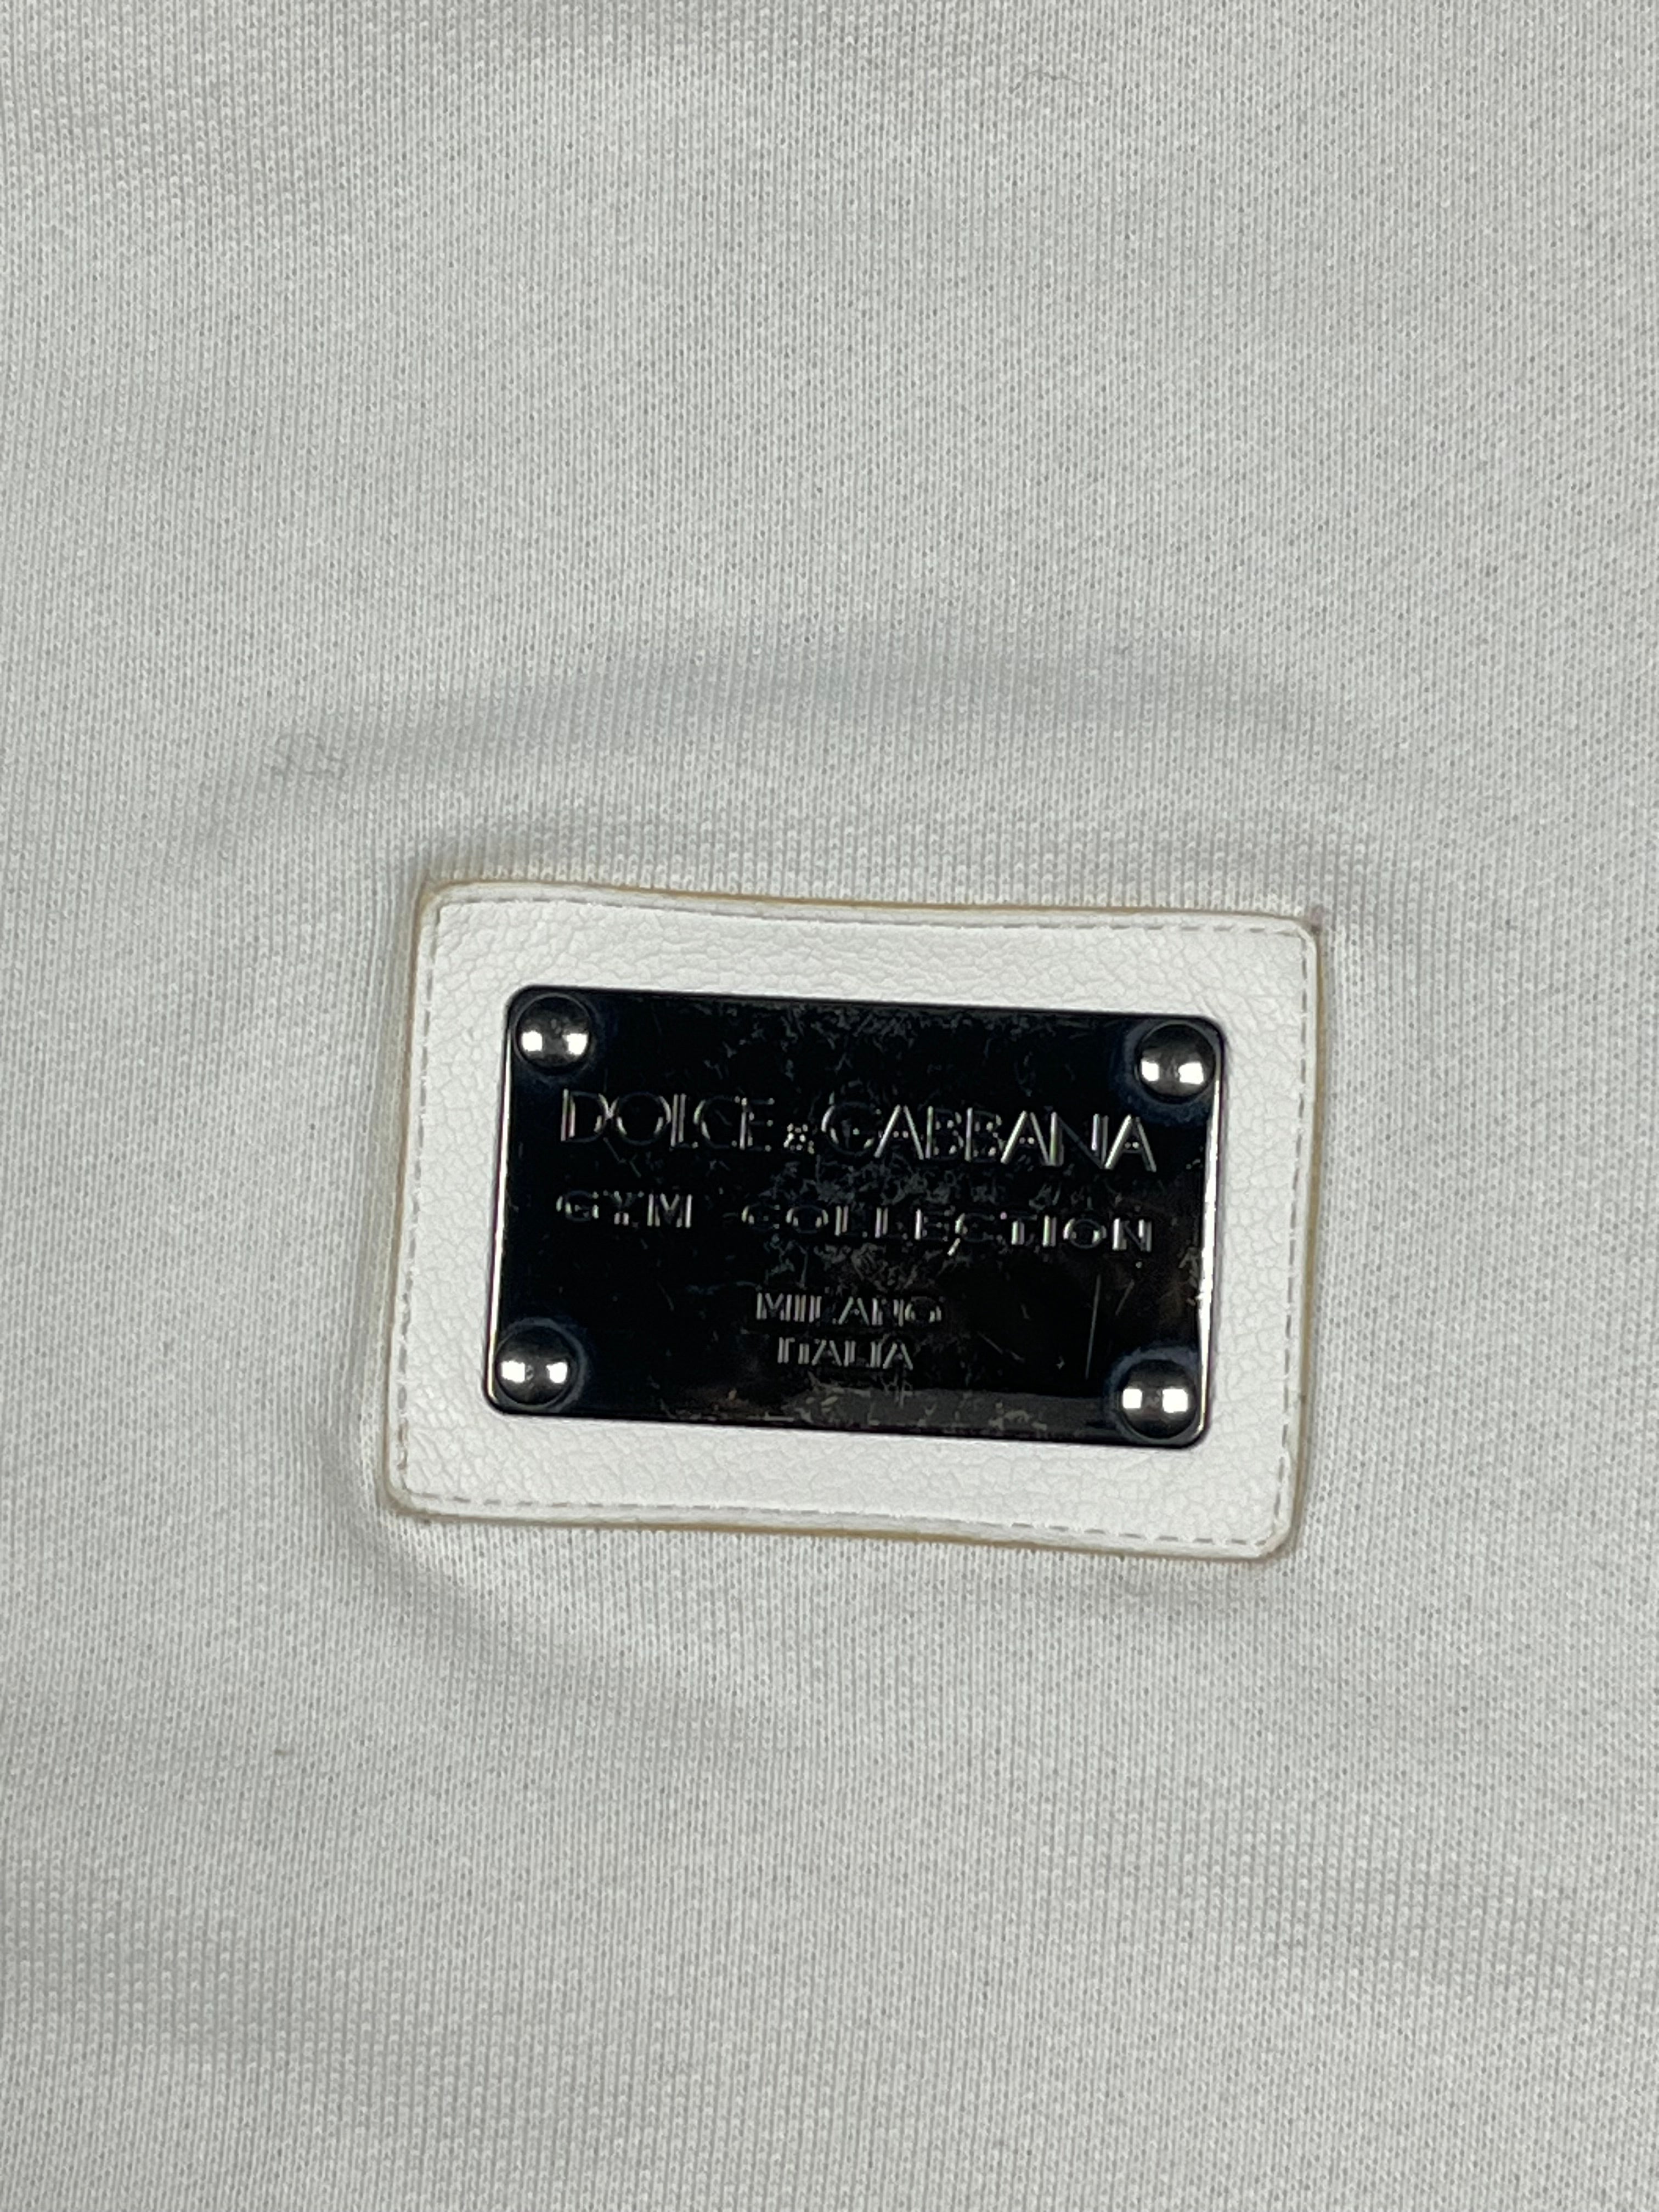 DOLCE & GABBANA
GYM COLLECTION
MILANO
ITALIA